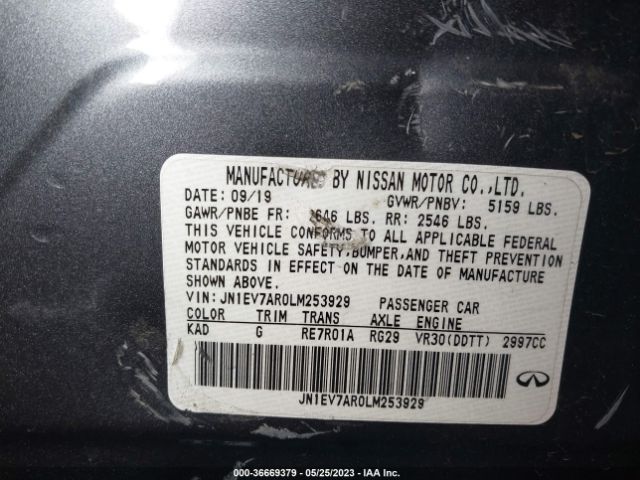 MANUFACTURED BY NISSAN MOTOR CO.,LTD.
DATE: 09/19 GVWR/PNBV: 5159 LBS.
GAWR/PNBE FR: 2646 LBS. RR: 2546 LBS.
THIS VEHICLE CONFORMS TO ALL APPLICABLE FEDERAL
MOTOR VEHICLE SAFETY,BUMPER,AND THEFT PREVENTION
STANDARDS IN EFFECT ON THE DATE OF MANUFACTURE
SHOWN ABOVE.
VIN: JN1EV7AR0LM253929 PASSENGER CAR
COLOR TRIM TRANS AXLE ENGINE
KAD G RE7R01A RG29 VR30(DDTT) 2997CC
JN1EV7AR0LM253929
000-36669379 - 05/25/2023 - IAA Inc.